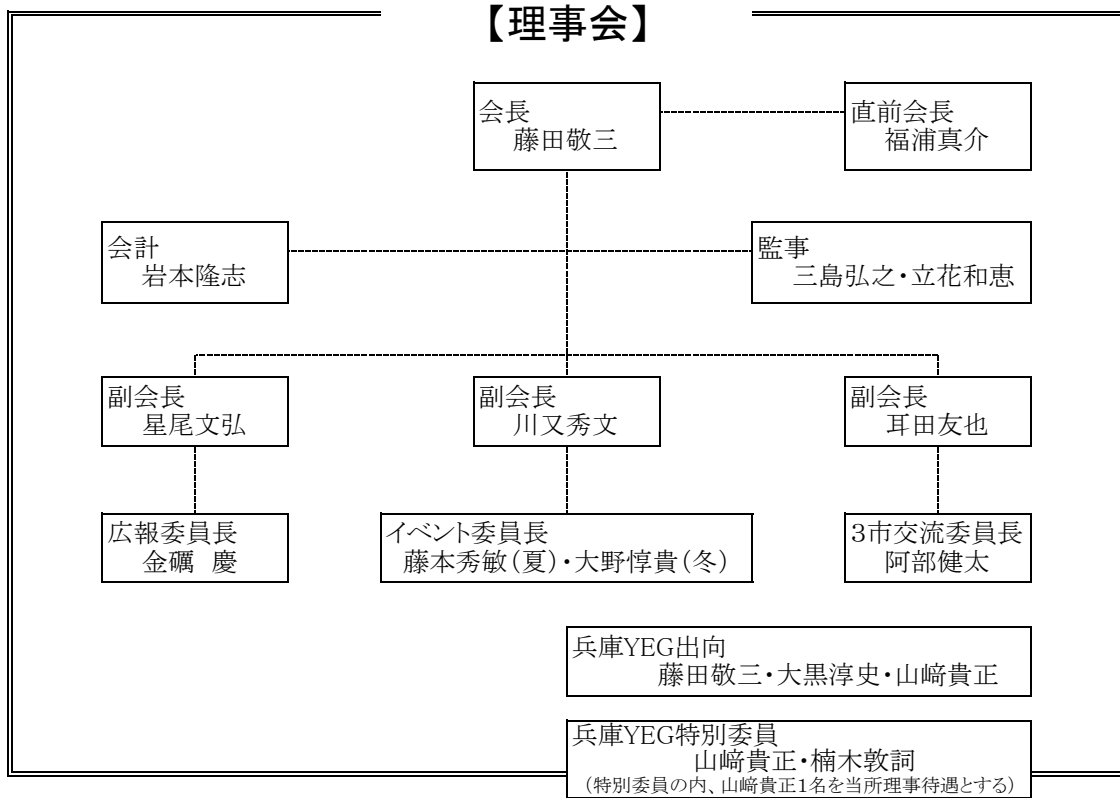 【理事会】
会長
藤田敬三
直前会長
福浦真介
会計
岩本隆志
監事
三島弘之・立花和恵
副会長
星尾文弘
副会長
川又秀文
副会長
耳田友也
広報委員長
金礪　慶
イベント委員長
藤本秀敏(夏)・大野惇貴(冬)
3市交流委員長
阿部健太
兵庫YEG出向
藤田敬三・大黒淳史・山﨑貴正
兵庫YEG特別委員
山﨑貴正・楠木敦詞
(特別委員の内、山﨑貴正1名を当所理事待遇とする)